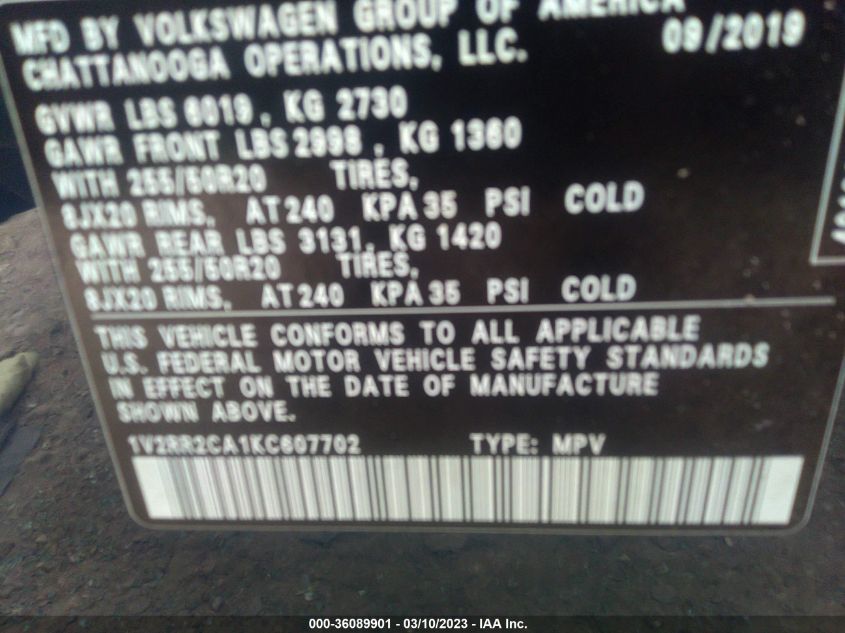 MFD BY VOLKSWAGEN GROUP OF AMERICA
09/2019
CHATTANOOGA OPERATIONS, LLC.
GVWR LBS 6019, KG 2730
GAWR FRONT LBS 2998, KG 1360
WITH 255/50R20 TIRES,
8JX20 RIMS, AT 240 KPA 35 PSI COLD
GAWR REAR LBS 3131, KG 1420
WITH 255/50R20 TIRES,
8JX20 RIMS, AT 240 KPA 35 PSI COLD
THIS VEHICLE CONFORMS TO ALL APPLICABLE
U.S. FEDERAL MOTOR VEHICLE SAFETY STANDARDS
IN EFFECT ON THE DATE OF MANUFACTURE
SHOWN ABOVE.
1V2RR2CA1KC607702 TYPE: MPV
000-36089901 - 03/10/2023 - IAA Inc.